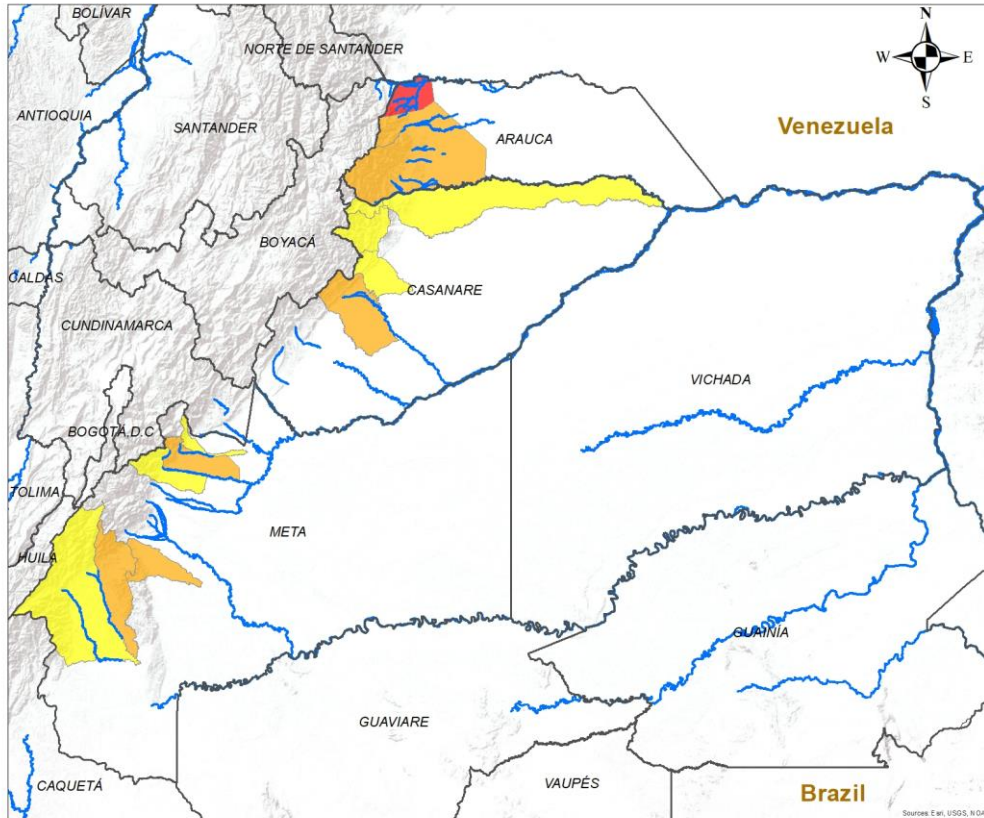 BOLÍVAR
NORTE DE SANTANDER
N
W E
S
ANTIOQUIA
SANTANDER
ARAUCA
Venezuela
BOYACÁ
CALDAS
CASANARE
CUNDINAMARCA
VICHADA
BOGOTÁ, D.C
TOLIMA
META
HUILA
GUAINÍA
GUAVIARE
CAQUETÁ
VAUPÉS
Brazil
Sources: Esri, USGS, NOA